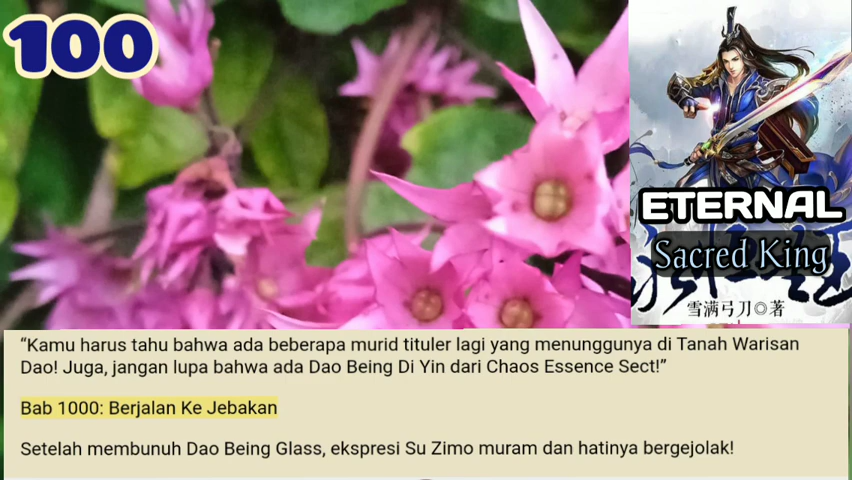 100
ETERNAL
Sacred King
雪满弓刀◎著
“Kamu harus tahu bahwa ada beberapa murid tituler lagi yang menunggunya di Tanah Warisan
Dao! Juga, jangan lupa bahwa ada Dao Being Di Yin dari Chaos Essence Sect!”
Bab 1000: Berjalan Ke Jebakan
Setelah membunuh Dao Being Glass, ekspresi Su Zimo muram dan hatinya bergejolak!